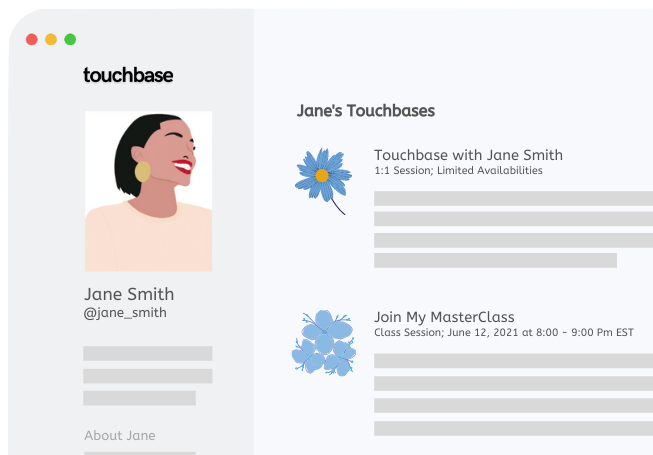 touchbase
Jane Smith
@jane_smith
About Jane
Jane's Touchbases
Touchbase with Jane Smith
1:1 Session; Limited Availabilities
Join My MasterClass
Class Session; June 12, 2021 at 8:00 - 9:00 Pm EST